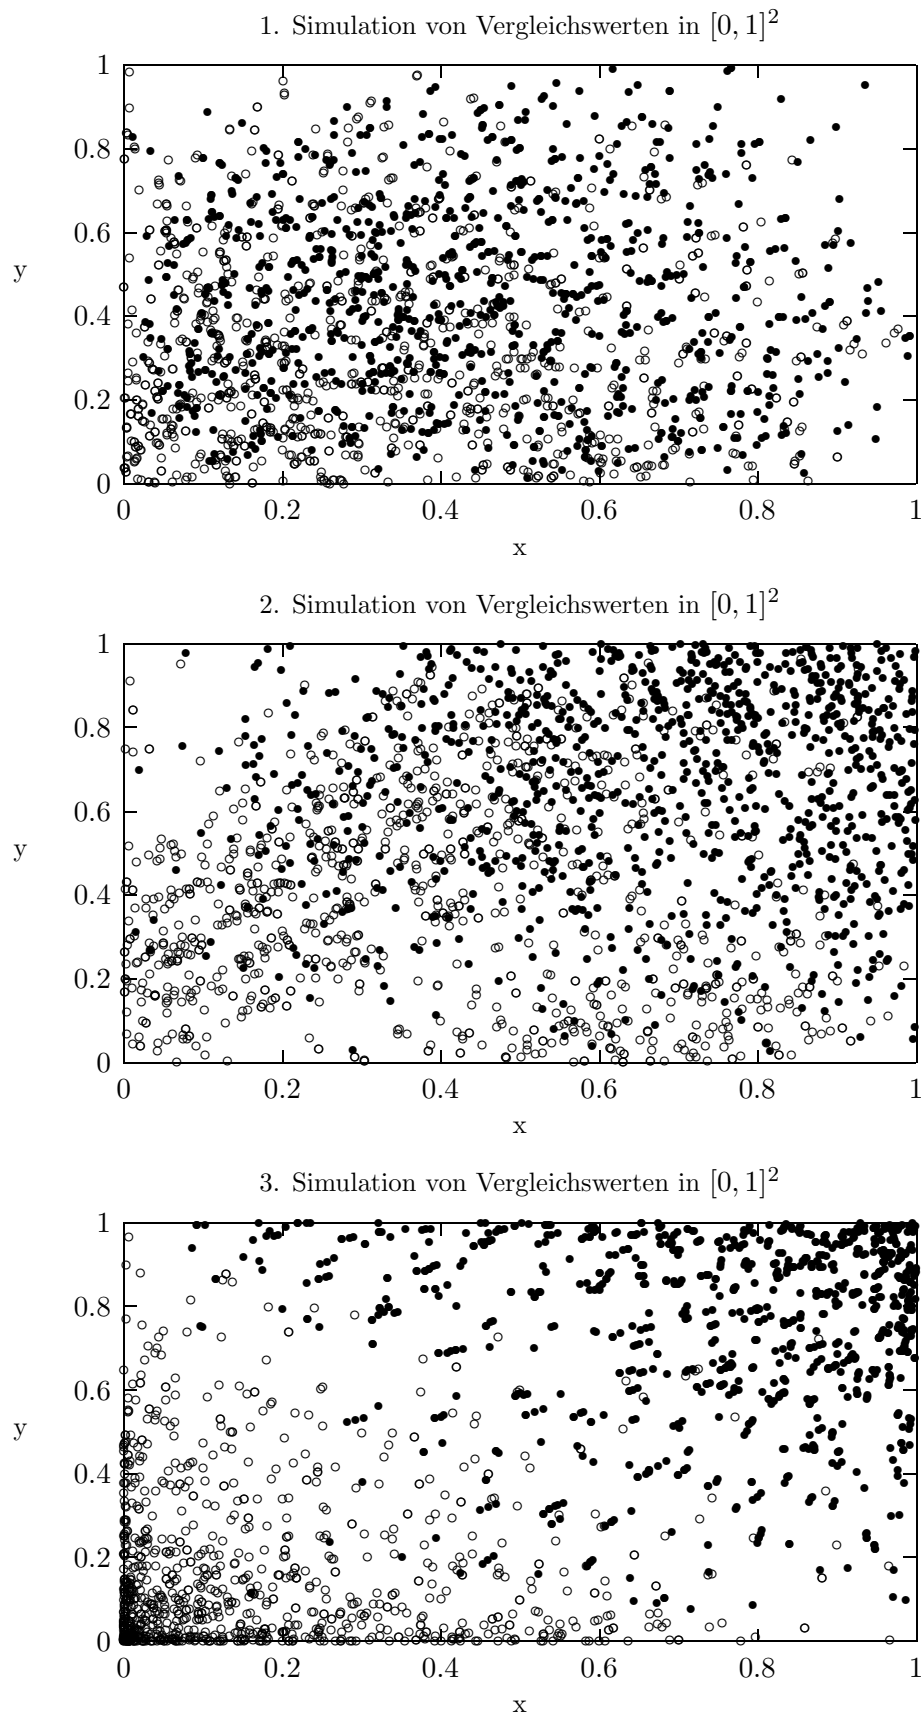 1. Simulation von Vergleichswerten in [0, 1]²
1
0.8
0.6
y
0.4
0.2
0
0 0.2 0.4 0.6 0.8 1
x
2. Simulation von Vergleichswerten in [0, 1]²
1
0.8
0.6
y
0.4
0.2
0
0 0.2 0.4 0.6 0.8 1
x
3. Simulation von Vergleichswerten in [0, 1]²
1
0.8
0.6
y
0.4
0.2
0
0 0.2 0.4 0.6 0.8 1
x